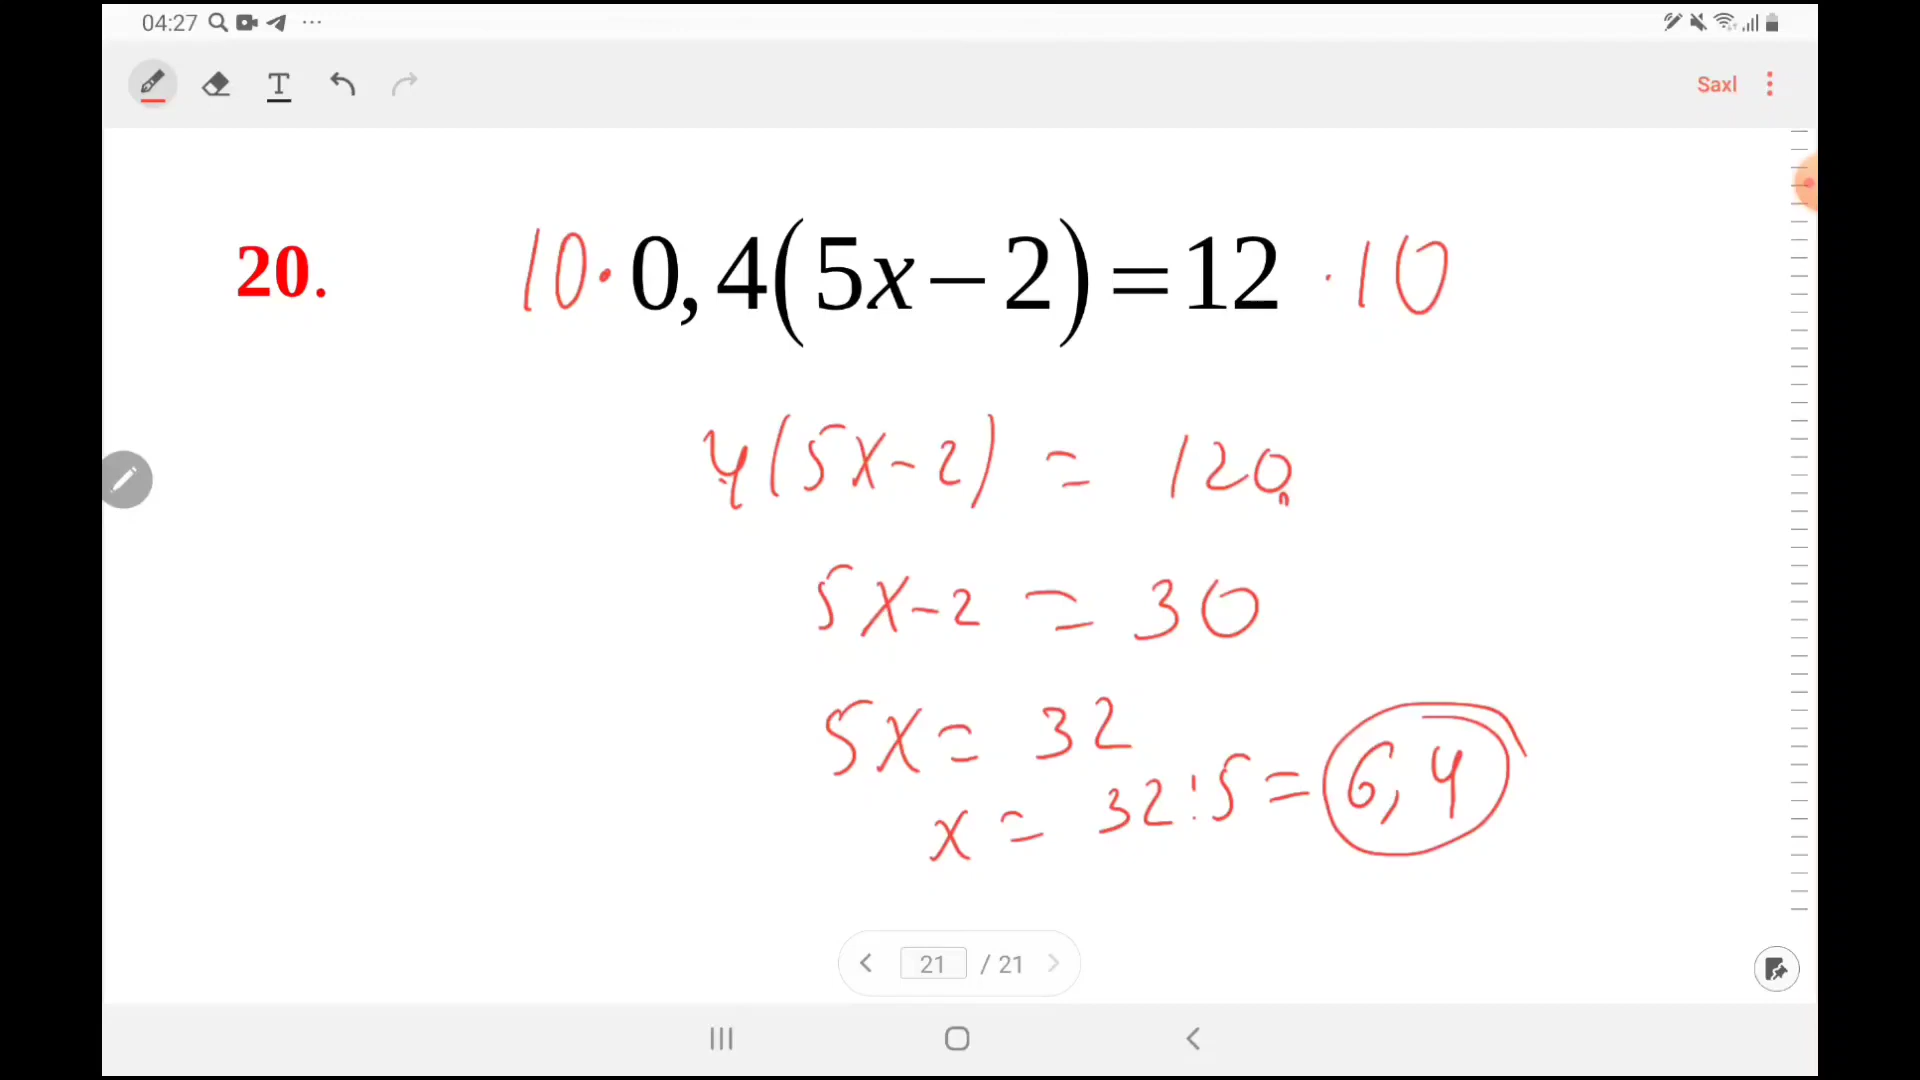 04:27 ...
T
Saxl
20. 10 · 0,4(5x−2)=12 · 10
4(5x-2) = 120
5x-2 = 30
5x = 32
x = 32:5 = 6,4
21 / 21